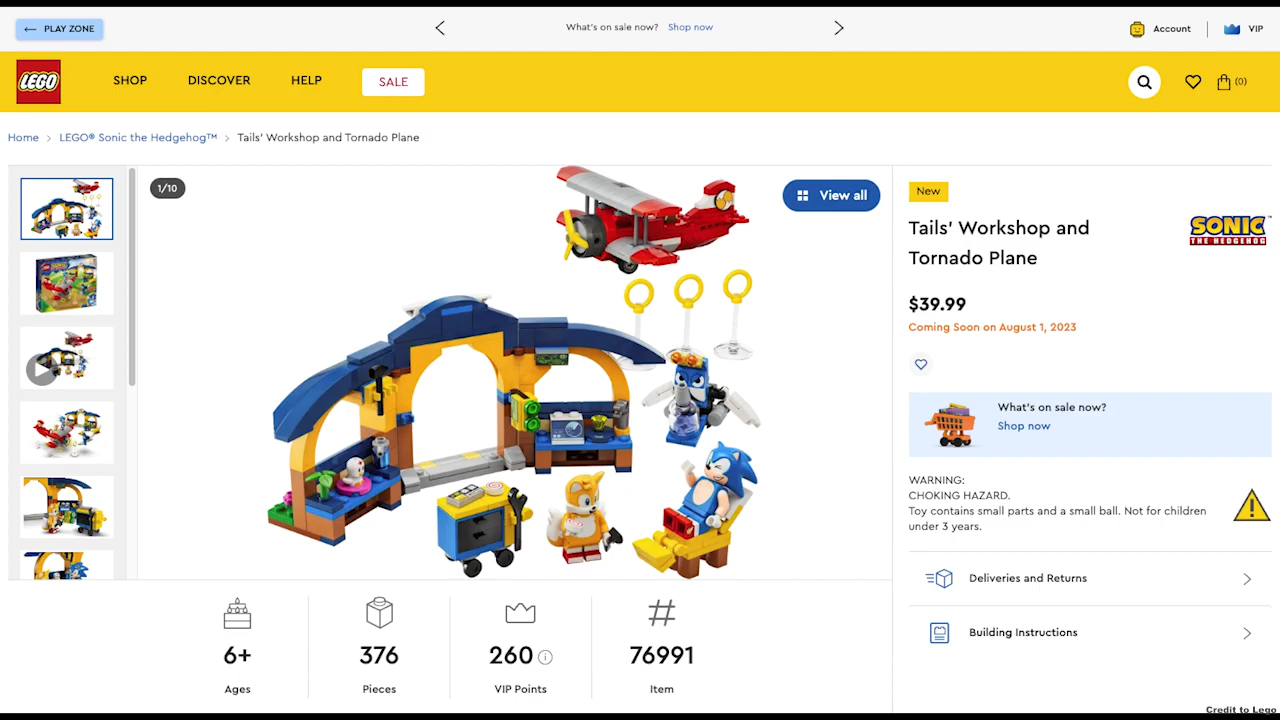 PLAY ZONE
What's on sale now? Shop now
Account
VIP
LEGO
SHOP
DISCOVER
HELP
SALE
(0)
Home > LEGO® Sonic the Hedgehog™ > Tails' Workshop and Tornado Plane
1/10
View all
New
Tails' Workshop and
Tornado Plane
SONIC
THE HEDGEHOG
$39.99
Coming Soon on August 1, 2023
What's on sale now?
Shop now
WARNING:
CHOKING HAZARD.
Toy contains small parts and a small ball. Not for children
under 3 years.
Deliveries and Returns
Building Instructions
6+
Ages
376
Pieces
260
VIP Points
#
76991
Item
Credit to Lego